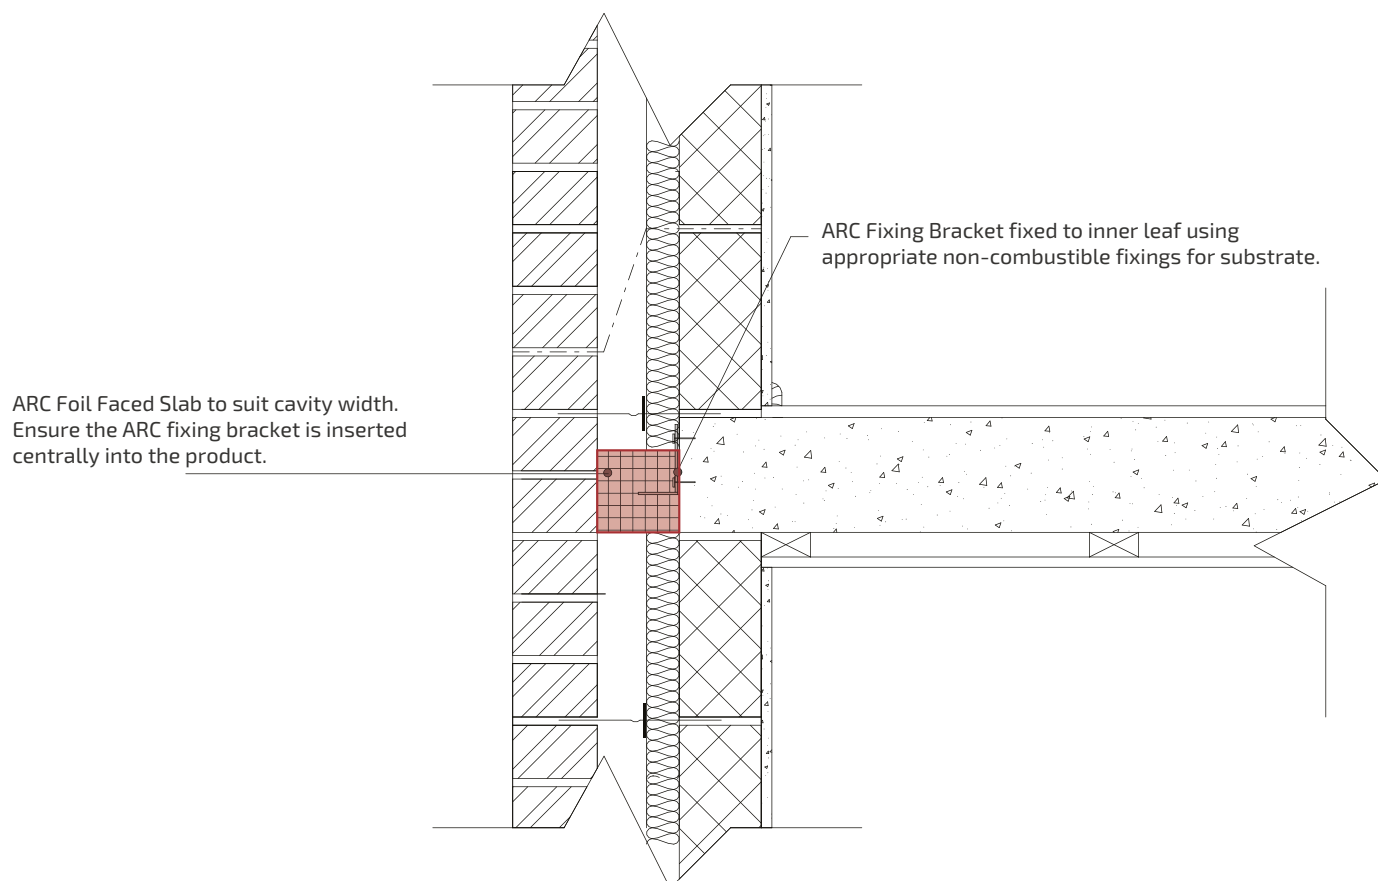 ARC Fixing Bracket fixed to inner leaf using
appropriate non-combustible fixings for substrate.
ARC Foil Faced Slab to suit cavity width.
Ensure the ARC fixing bracket is inserted
centrally into the product.